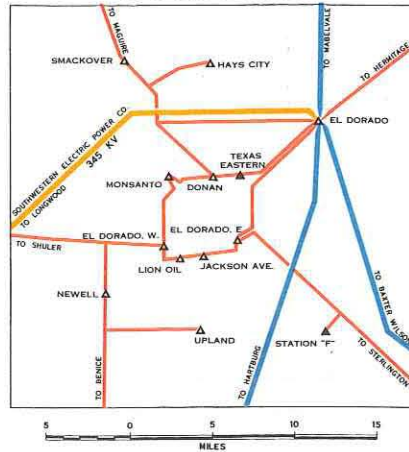 TO MAGUIRE
TO MABELVALE
TO HERMITAGE
SMACKOVER
HAYS CITY
SOUTHWESTERN ELECTRIC POWER CO.
TO LONGWOOD
345 KV
EL DORADO
TEXAS
EASTERN
MONSANTO
DONAN
EL DORADO, W.
EL DORADO, E.
TO SHULER
LION OIL
JACKSON AVE.
NEWELL
UPLAND
STATION "F"
TO BAXTER WILSON
TO BENICE
TO HARTBURG
TO STERLINGTON
5 0 5 10 15
MILES